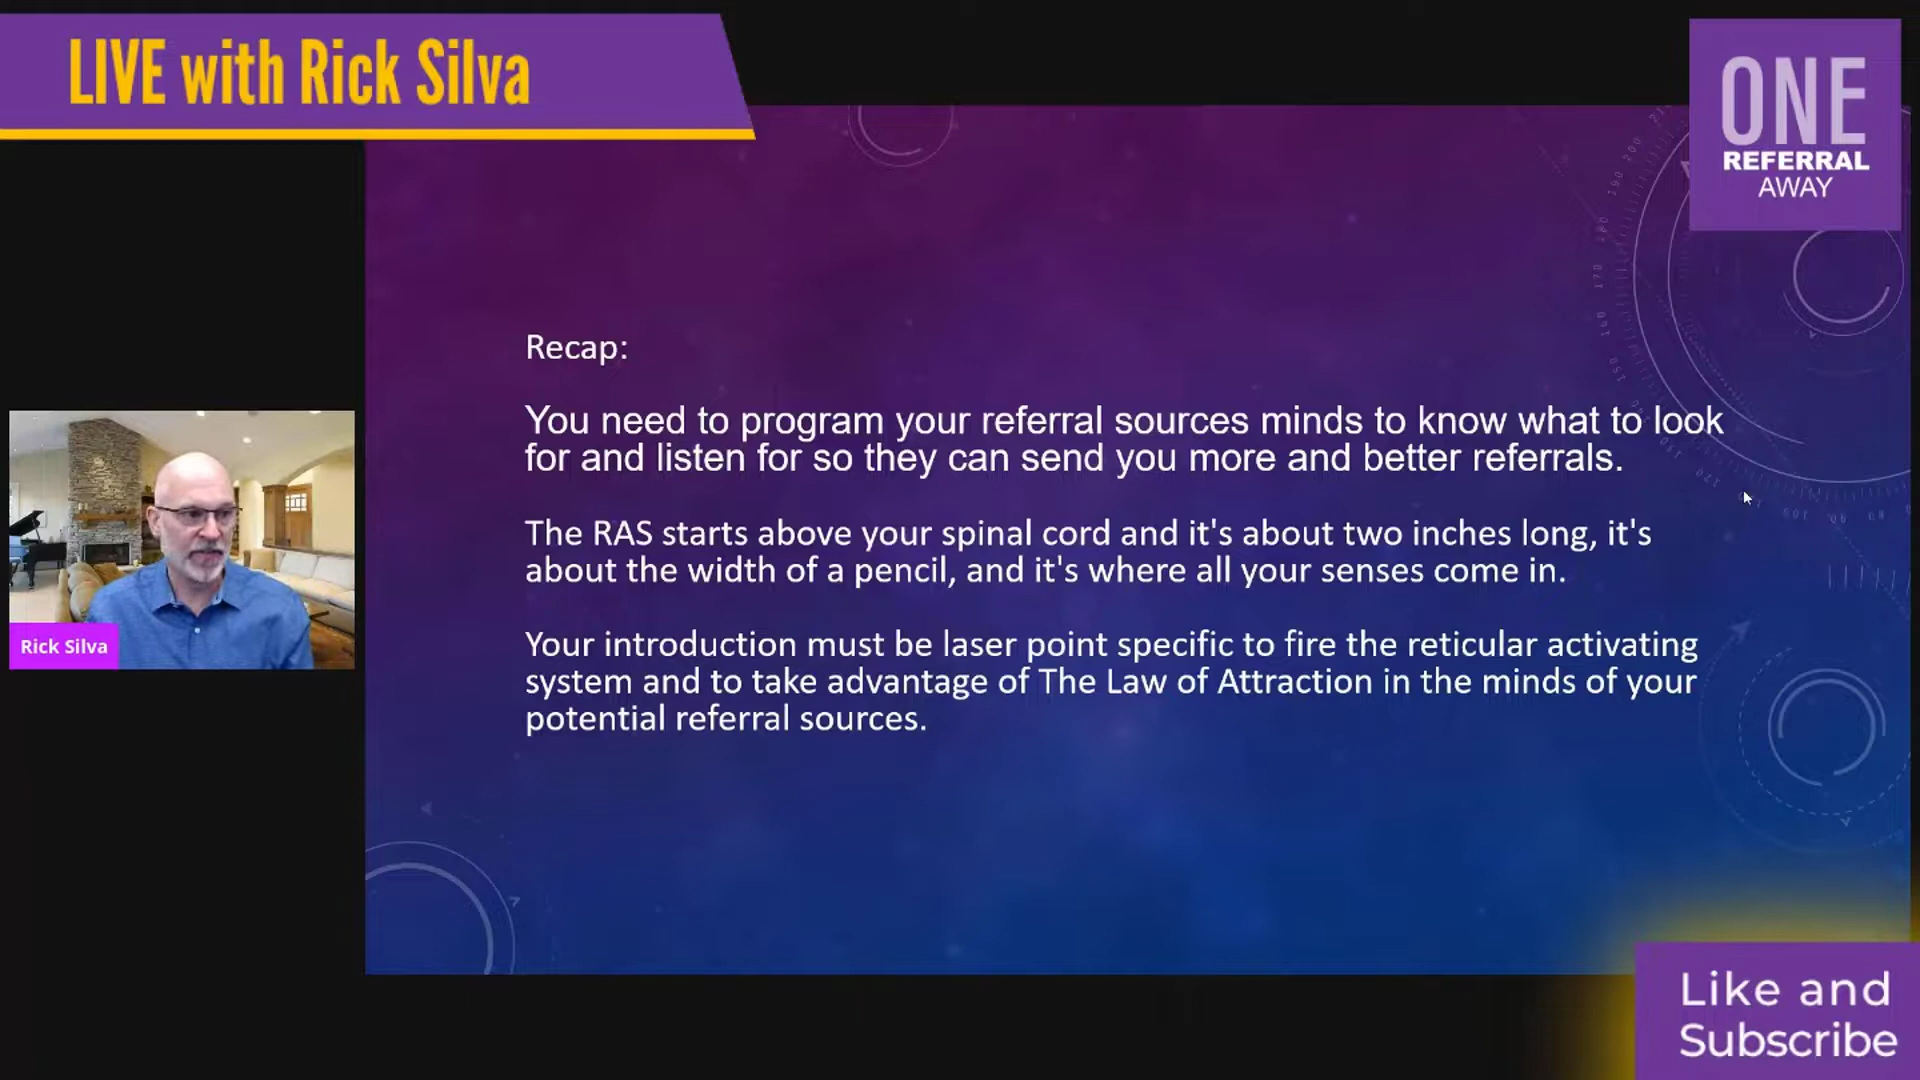 LIVE with Rick Silva
ONE
REFERRAL
AWAY
Recap:
You need to program your referral sources minds to know what to look
for and listen for so they can send you more and better referrals.
The RAS starts above your spinal cord and it's about two inches long, it's
about the width of a pencil, and it's where all your senses come in.
Your introduction must be laser point specific to fire the reticular activating
system and to take advantage of The Law of Attraction in the minds of your
potential referral sources.
Rick Silva
Like and
Subscribe